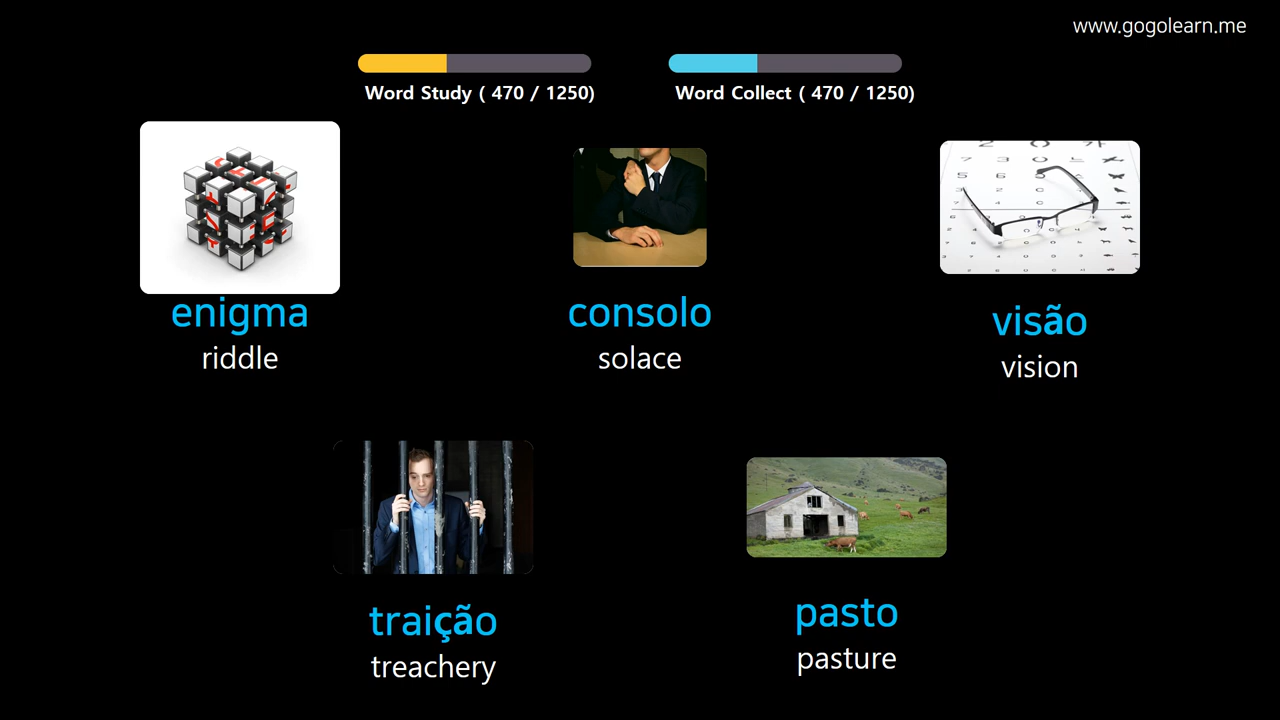 www.gogolearn.me
Word Study ( 470 / 1250)
Word Collect ( 470 / 1250)
enigma
riddle
consolo
solace
visão
vision
traição
treachery
pasto
pasture